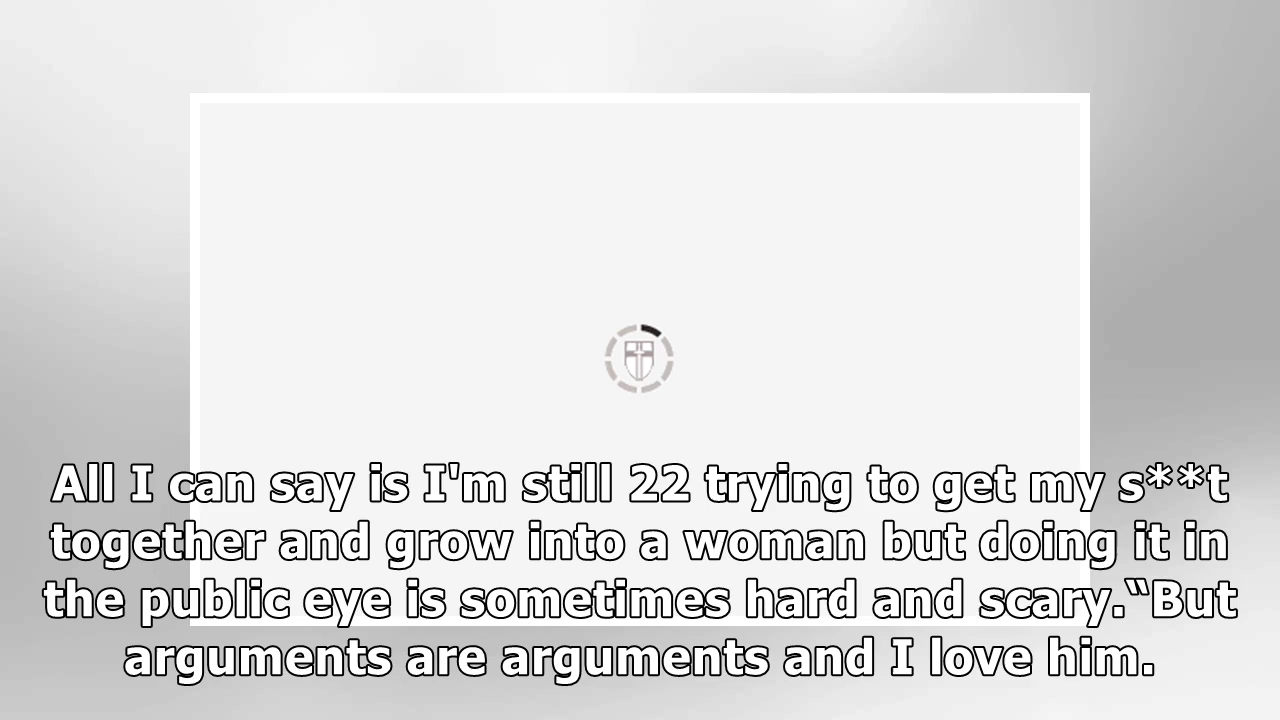 All I can say is I'm still 22 trying to get my s**t
together and grow into a woman but doing it in
the public eye is sometimes hard and scary.“But
arguments are arguments and I love him.